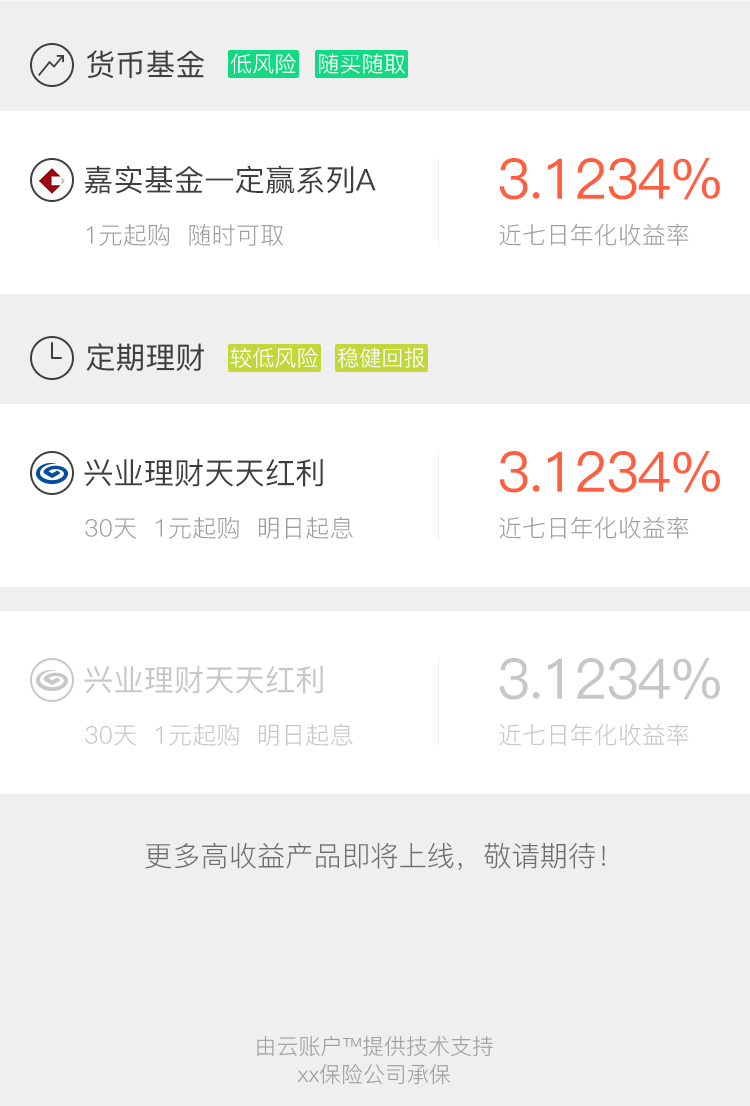 货币基金 低风险 随买随取
嘉实基金一定赢系列A 3.1234%
1元起购 随时可取 近七日年化收益率
定期理财 较低风险 稳健回报
兴业理财天天红利 3.1234%
30天 1元起购 明日起息 近七日年化收益率
兴业理财天天红利 3.1234%
30天 1元起购 明日起息 近七日年化收益率
更多高收益产品即将上线，敬请期待！
由云账户™提供技术支持
xx保险公司承保